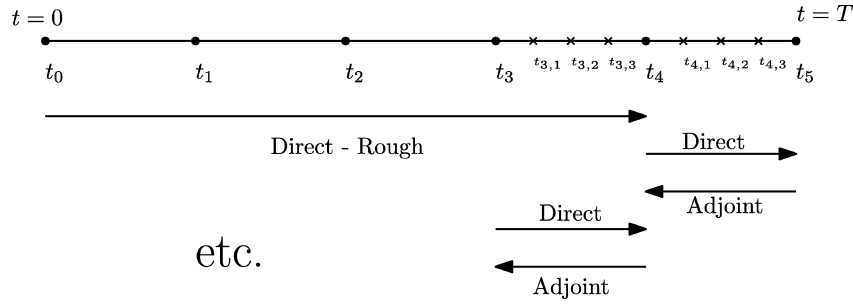 t = 0
t = T
t₀ t₁ t₂ t₃ t₃,₁ t₃,₂ t₃,₃ t₄ t₄,₁ t₄,₂ t₄,₃ t₅
Direct - Rough
Direct
Adjoint
Direct
etc.
Adjoint